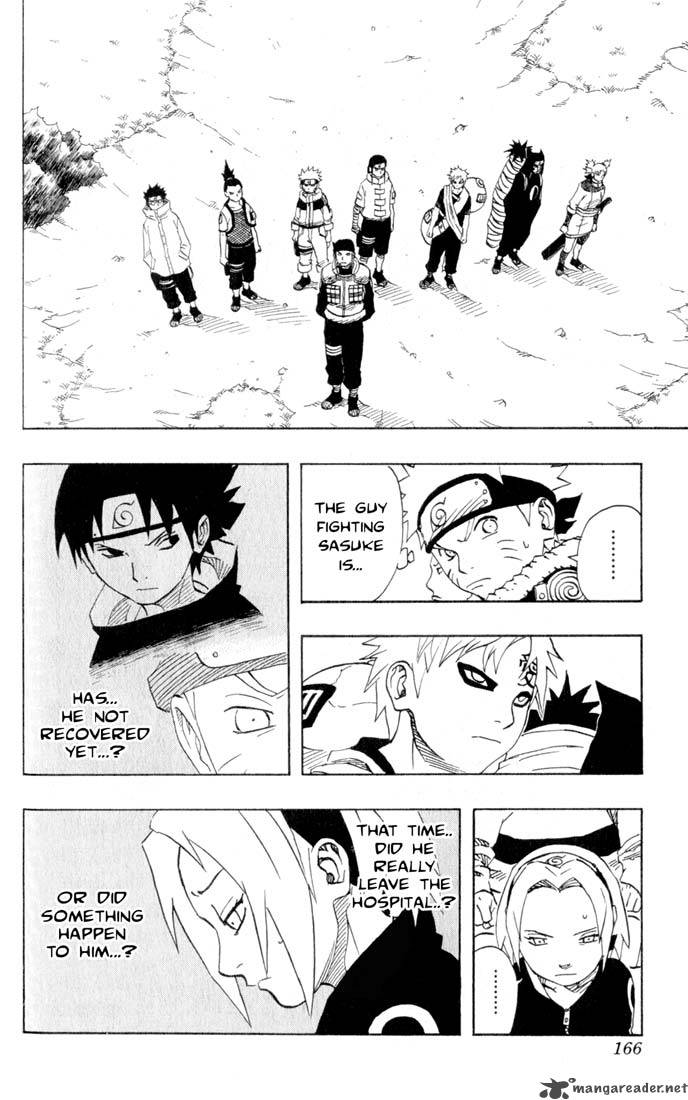 .........
THE GUY
FIGHTING
SASUKE
IS...
HAS...
HE NOT
RECOVERED
YET...?
愛
.......
THAT TIME..
DID HE
REALLY
LEAVE THE
HOSPITAL..?
OR DID
SOMETHING
HAPPEN
TO HIM...?
166
mangareader.net